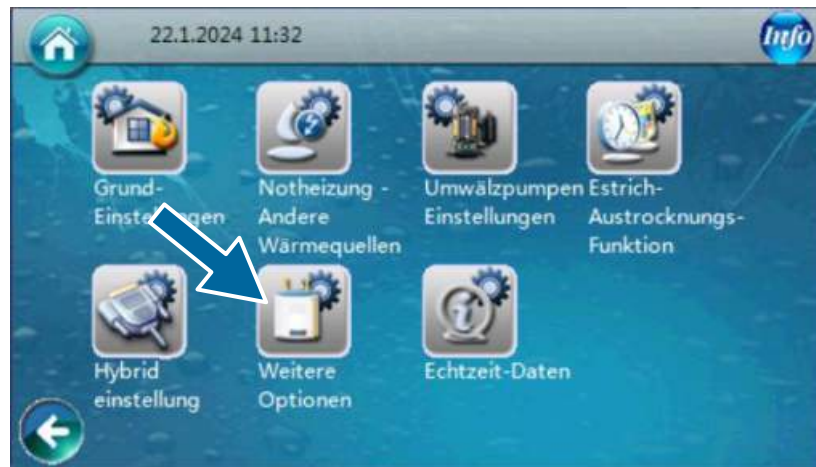 22.1.2024 11:32
Info
Grund-
Einstellungen
Notheizung -
Andere
Wärmequellen
Umwälzpumpen
Einstellungen
Estrich-
Austrocknungs-
Funktion
Hybrid
einstellung
Weitere
Optionen
Echtzeit-Daten